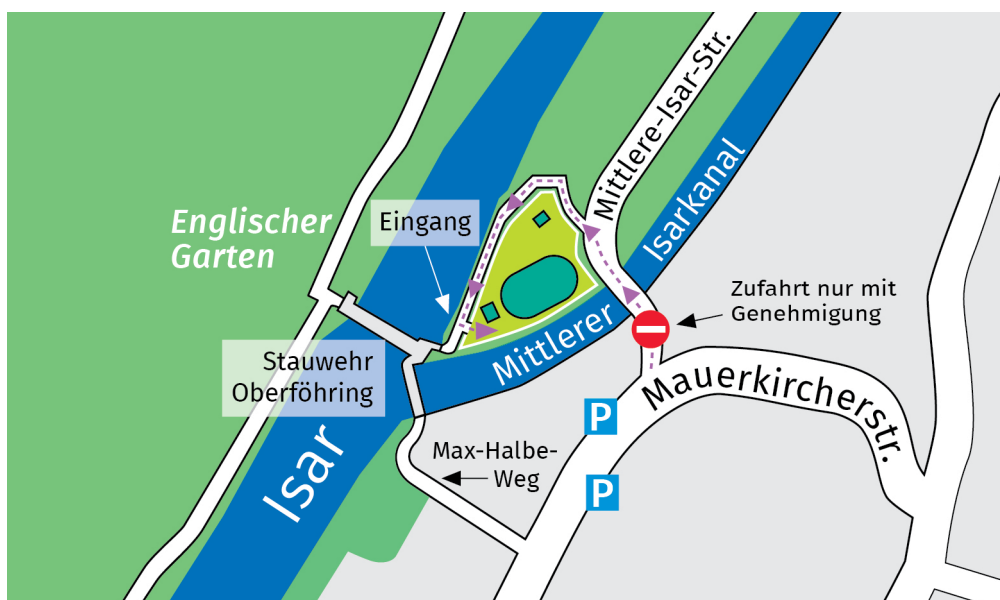 Mittlere-Isar-Str.
Isarkanal
Englischer
Garten
Eingang
Zufahrt nur mit
Genehmigung
Stauwehr
Oberföhring
Mittlerer
Mauerkircherstr.
P
Isar
Max-Halbe-
Weg
P